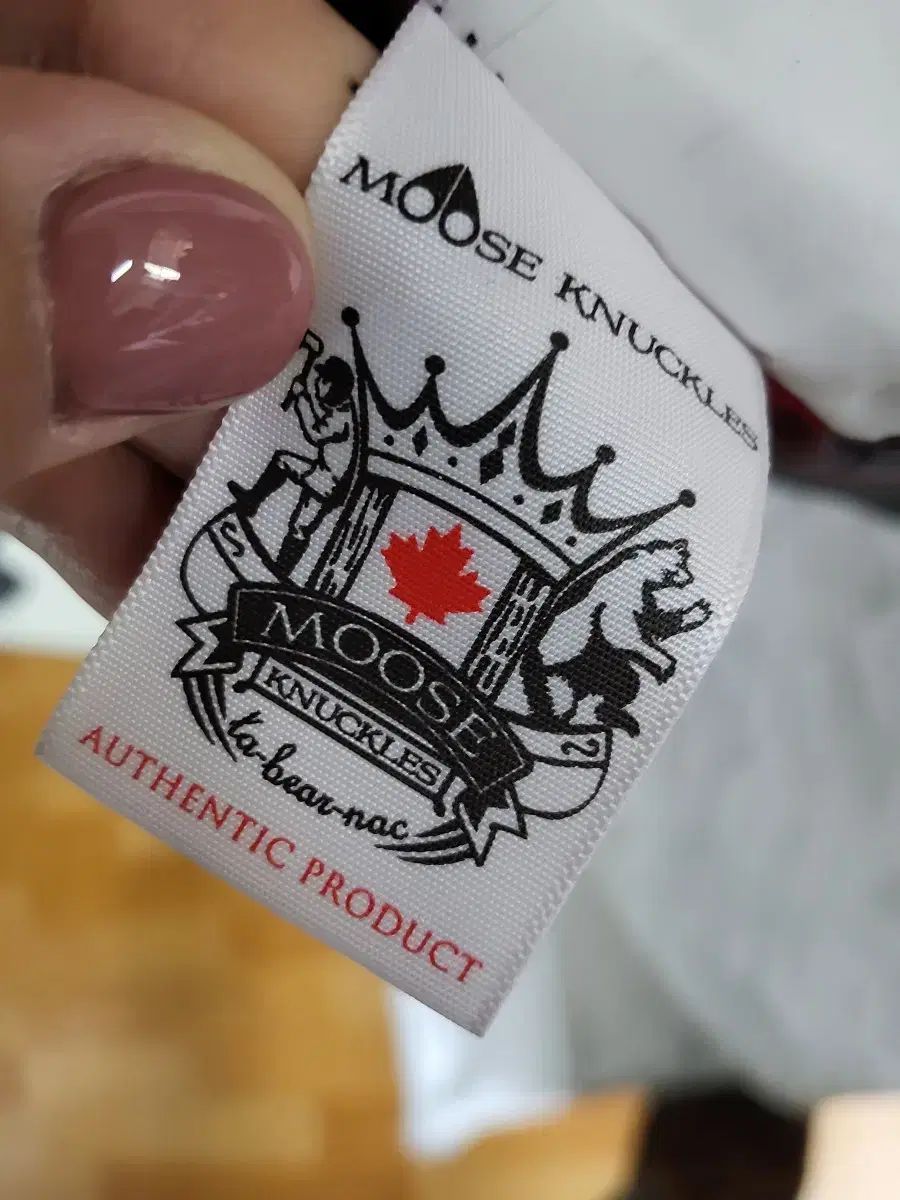 MOOSE KNUCKLES
MOOSE
KNUCKLES
ta-bear-nac
AUTHENTIC PRODUCT